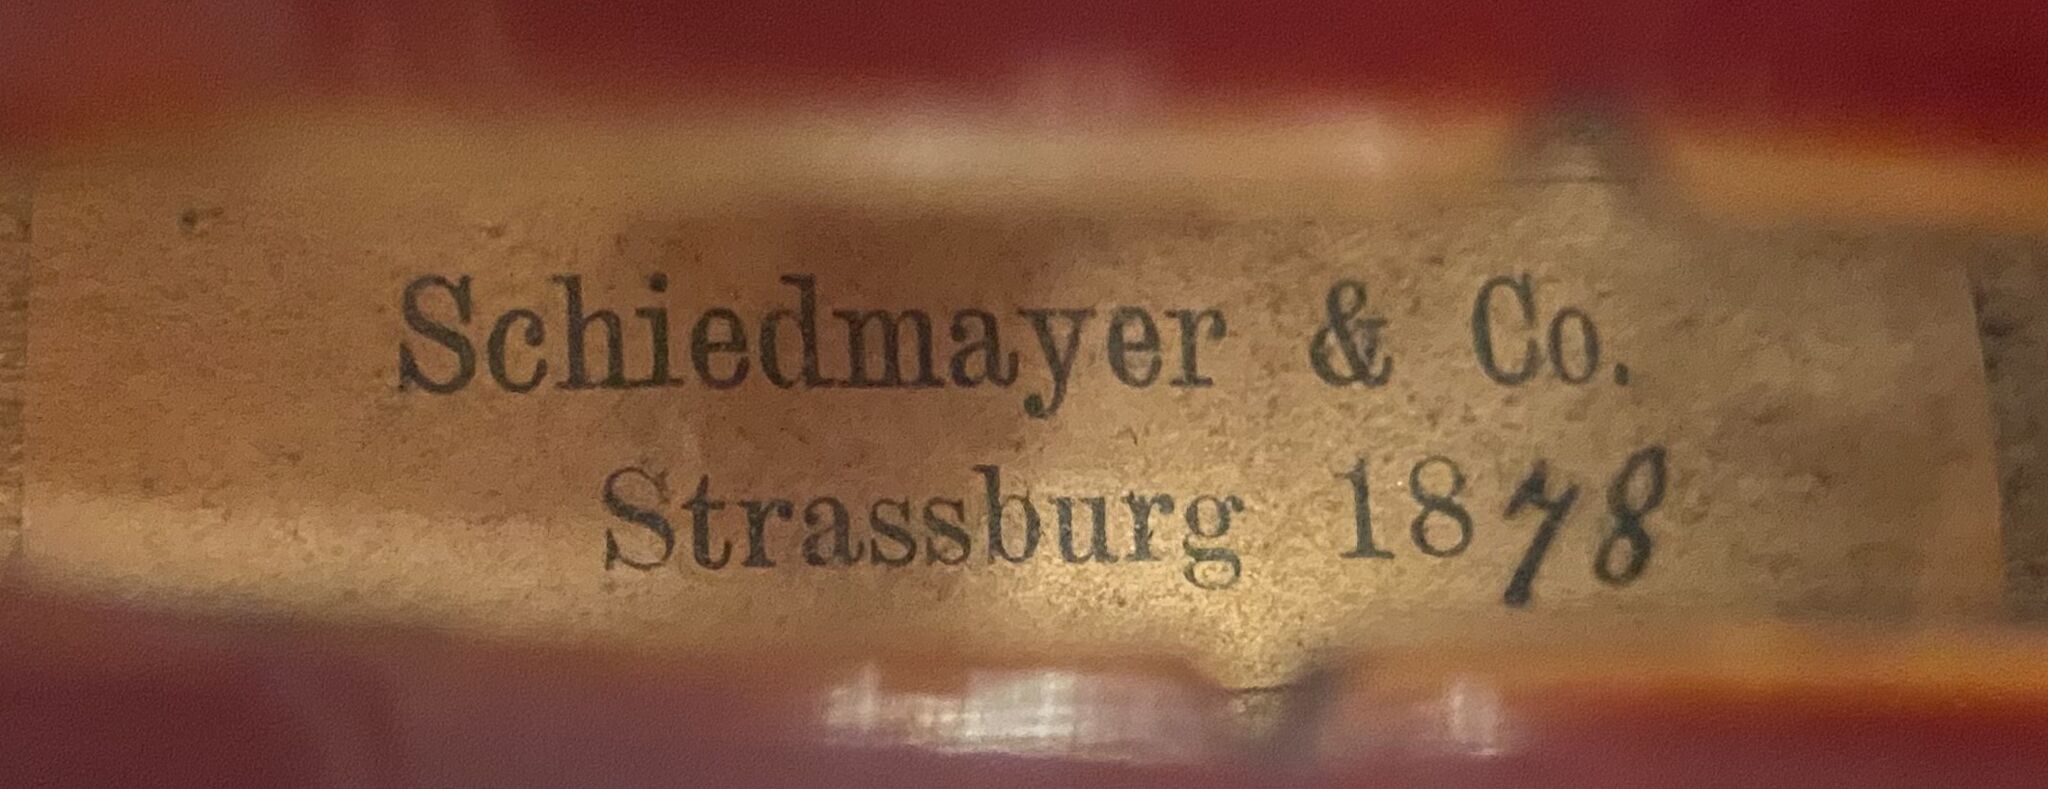 Schiedmayer & Co.
Strassburg 1878